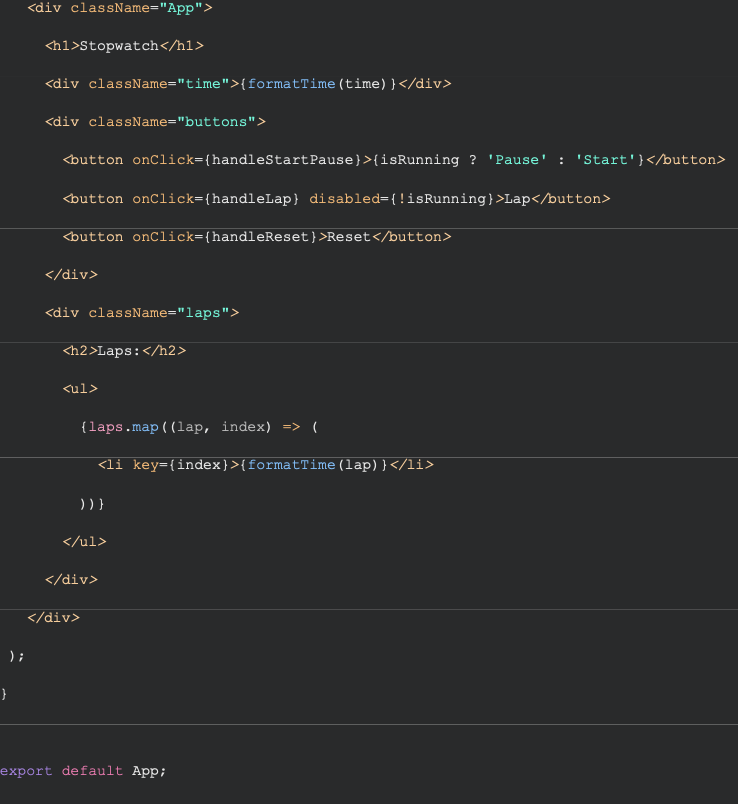 <div className="App">
<h1>Stopwatch</h1>
<div className="time">{formatTime(time)}</div>
<div className="buttons">
<button onClick={handleStartPause}>{isRunning ? 'Pause' : 'Start'}</button>
<button onClick={handleLap} disabled={!isRunning}>Lap</button>
<button onClick={handleReset}>Reset</button>
</div>
<div className="laps">
<h2>Laps:</h2>
<ul>
{laps.map((lap, index) => (
<li key={index}>{formatTime(lap)}</li>
))}
</ul>
</div>
</div>
);
}
export default App;